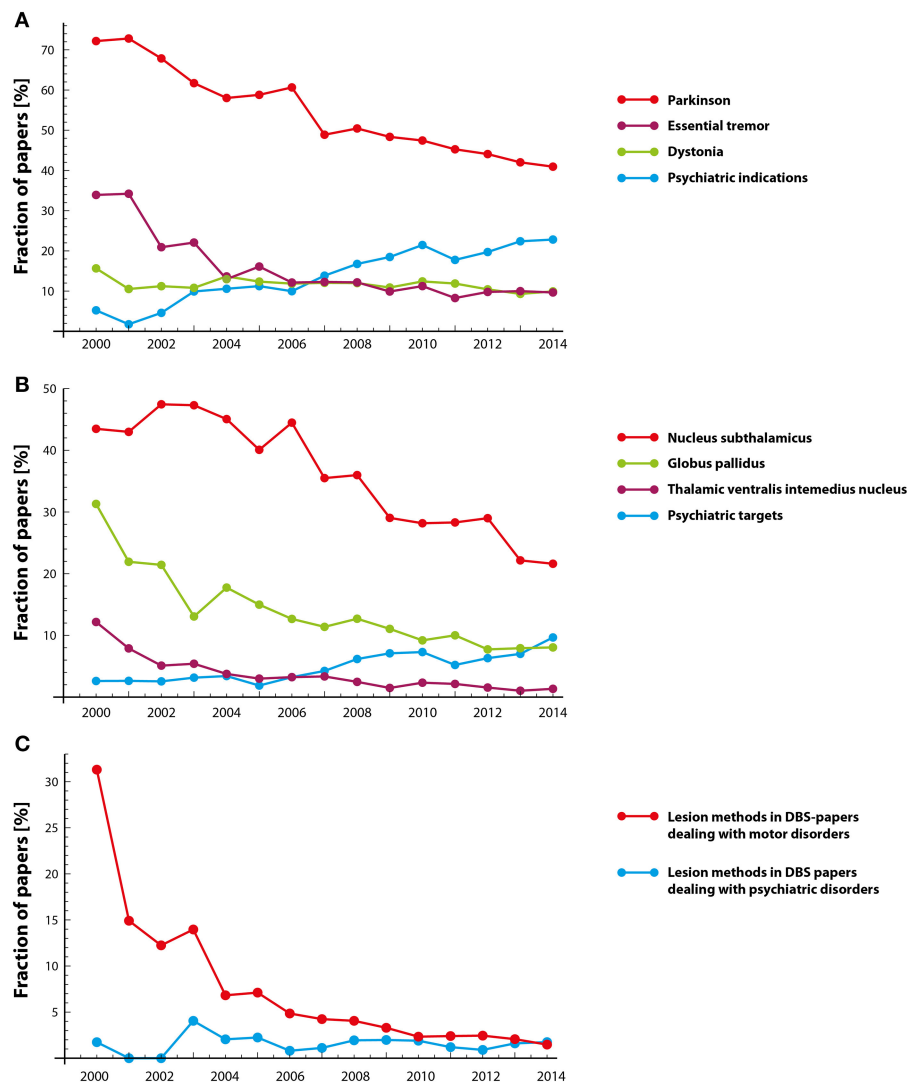 A
Fraction of papers [%]
70
60
50
40
30
20
10
2000 2002 2004 2006 2008 2010 2012 2014
Parkinson
Essential tremor
Dystonia
Psychiatric indications
B
Fraction of papers [%]
50
40
30
20
10
2000 2002 2004 2006 2008 2010 2012 2014
Nucleus subthalamicus
Globus pallidus
Thalamic ventralis intemedius nucleus
Psychiatric targets
C
Fraction of papers [%]
30
25
20
15
10
5
2000 2002 2004 2006 2008 2010 2012 2014
Lesion methods in DBS-papers
dealing with motor disorders
Lesion methods in DBS papers
dealing with psychiatric disorders